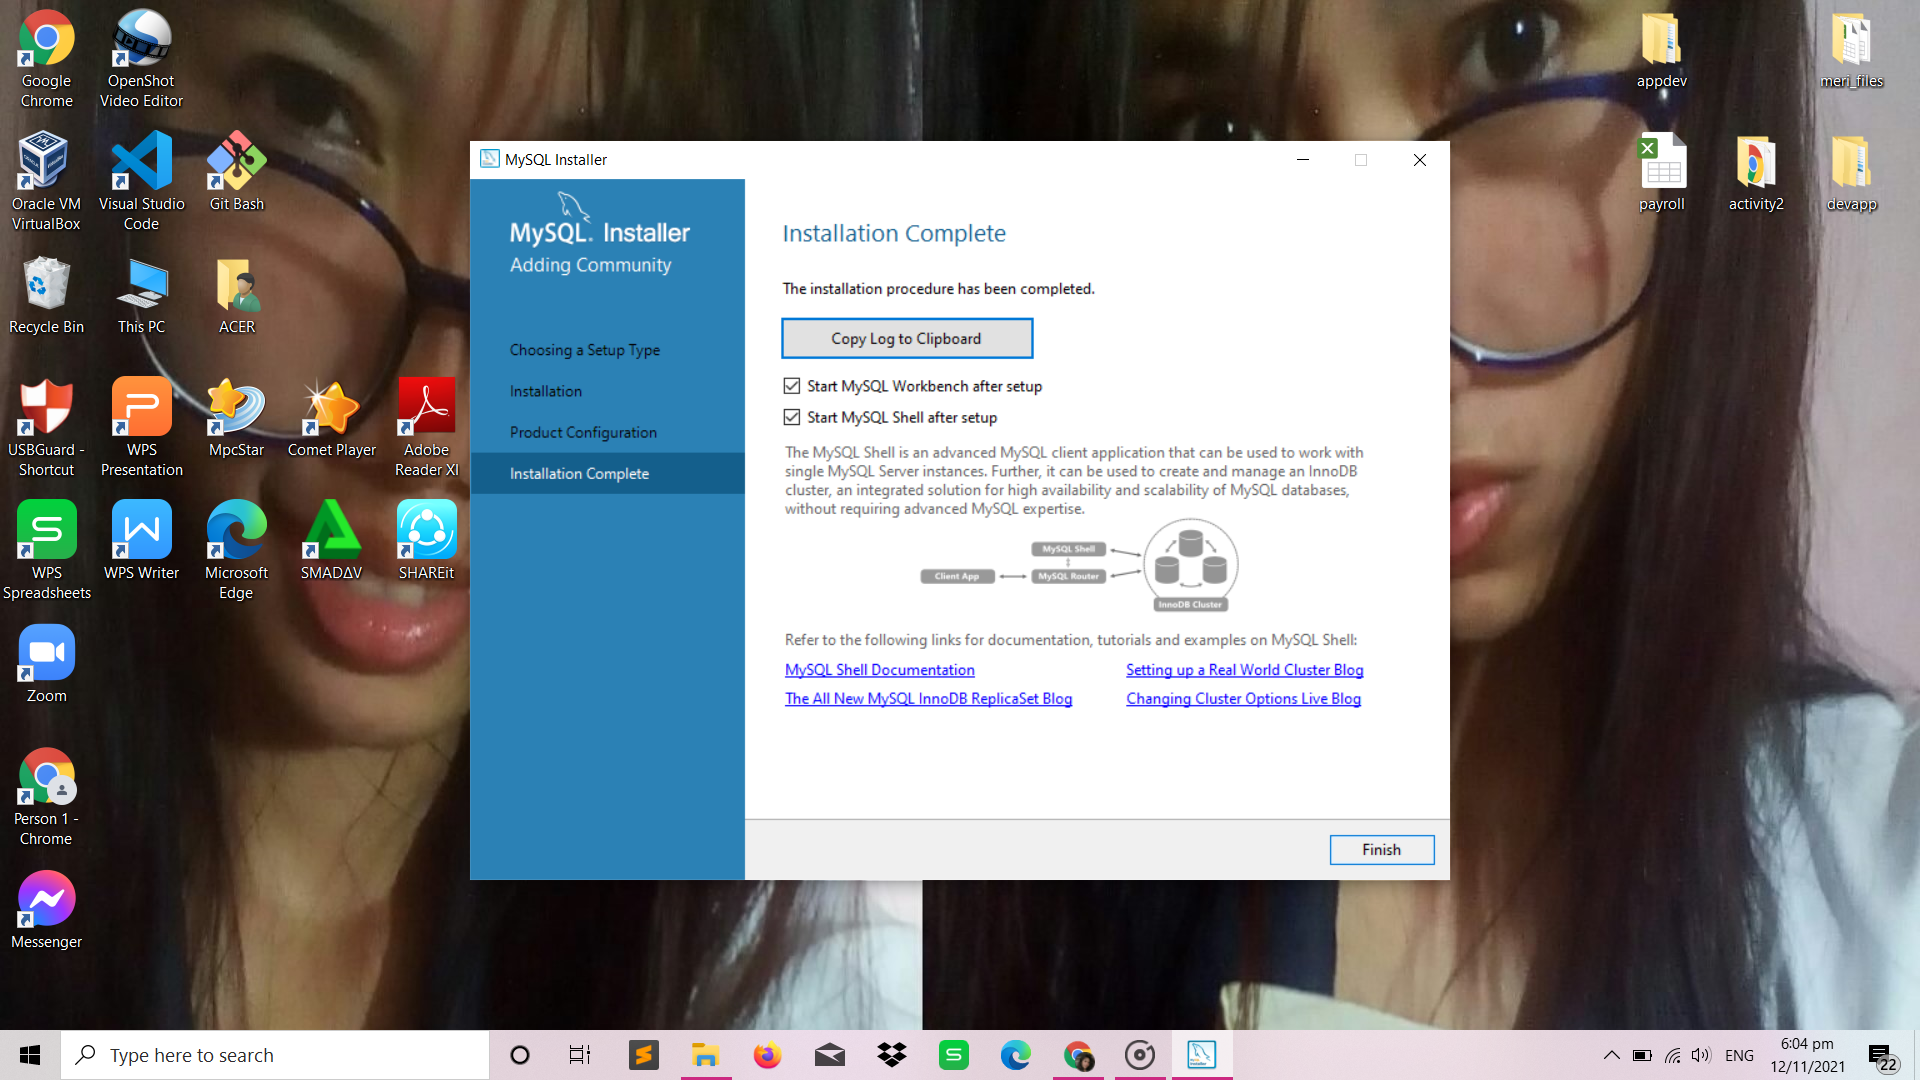 Google
Chrome
OpenShot
Video Editor
Oracle VM
VirtualBox
Visual Studio
Code
Git Bash
Recycle Bin
This PC
ACER
USBGuard -
Shortcut
WPS
Presentation
MpcStar
Comet Player
Adobe
Reader XI
WPS
Spreadsheets
WPS Writer
Microsoft
Edge
SMADΔV
SHAREit
Zoom
Person 1 -
Chrome
Messenger
appdev
meri_files
payroll
activity2
devapp
MySQL Installer
MySQL. Installer
Adding Community
Choosing a Setup Type
Installation
Product Configuration
Installation Complete
Installation Complete
The installation procedure has been completed.
Copy Log to Clipboard
Start MySQL Workbench after setup
Start MySQL Shell after setup
The MySQL Shell is an advanced MySQL client application that can be used to work with
single MySQL Server instances. Further, it can be used to create and manage an InnoDB
cluster, an integrated solution for high availability and scalability of MySQL databases,
without requiring advanced MySQL expertise.
MySQL Shell
Client App
MySQL Router
InnoDB Cluster
Refer to the following links for documentation, tutorials and examples on MySQL Shell:
MySQL Shell Documentation
Setting up a Real World Cluster Blog
The All New MySQL InnoDB ReplicaSet Blog
Changing Cluster Options Live Blog
Finish
Type here to search
ENG
6:04 pm
12/11/2021
22